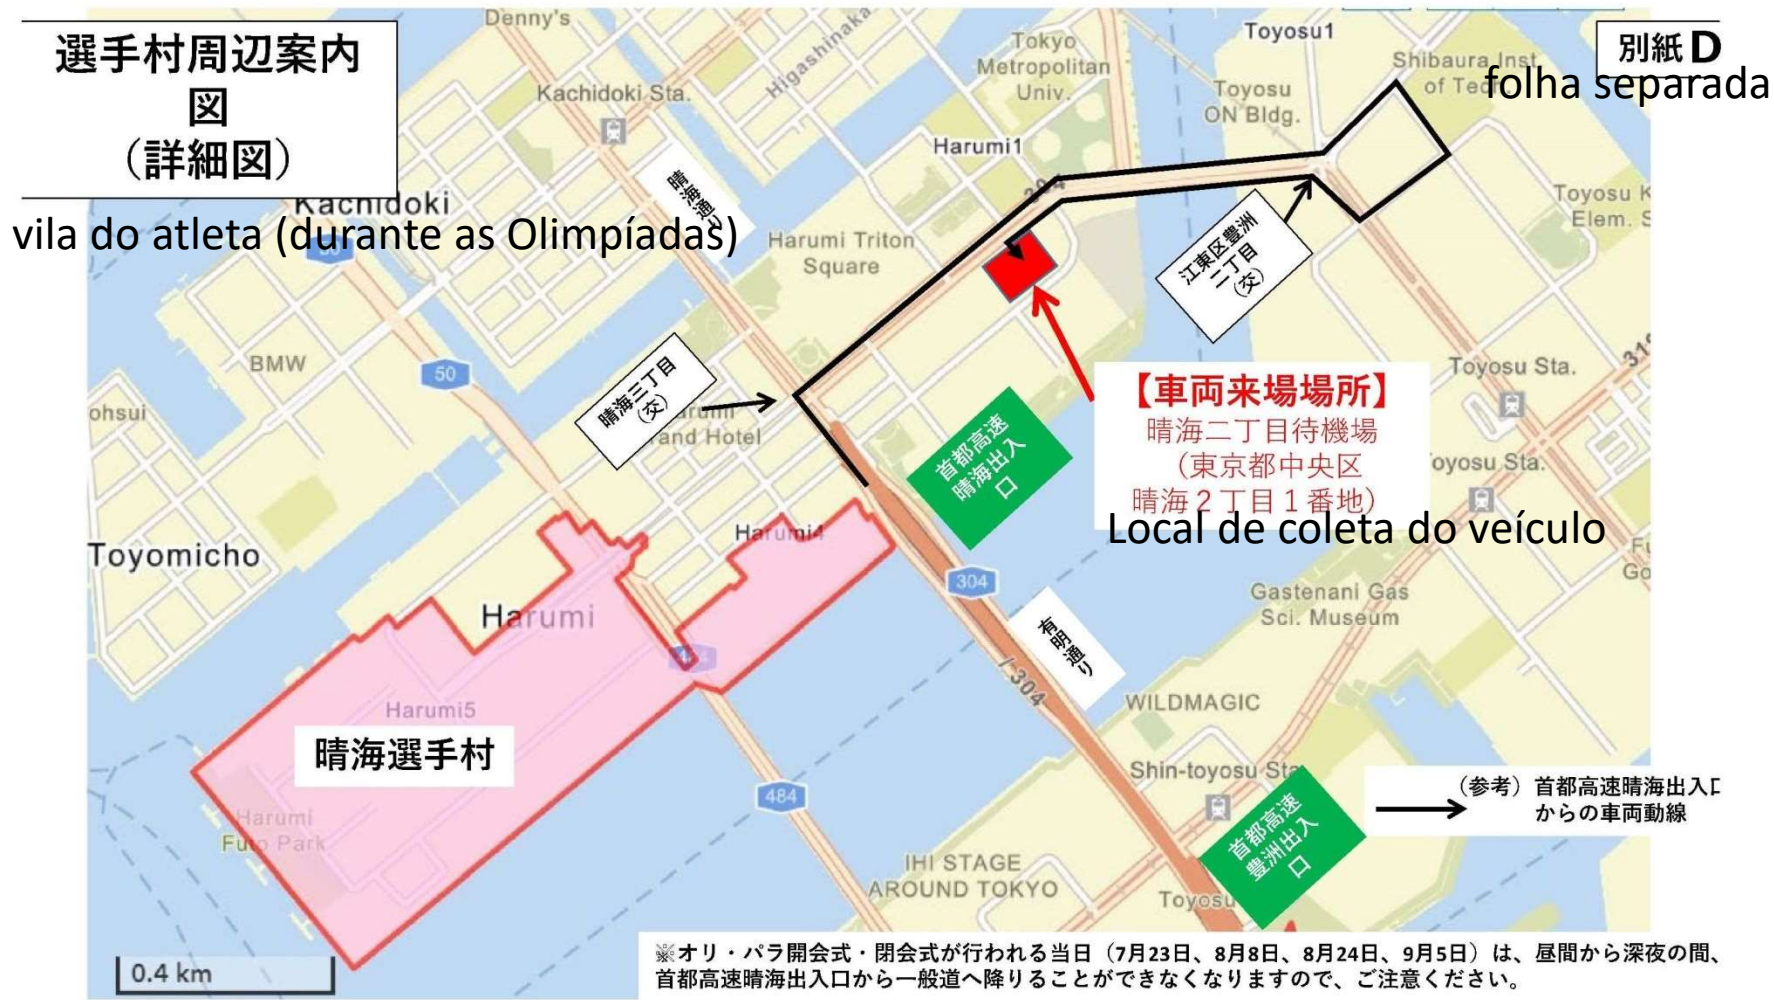 選手村周辺案内
図
（詳細図）
別紙D
folha separada
vila do atleta (durante as Olimpíadas)
Denny's
Higashinaka
Kachidoki Sta.
Kachidoki
Tokyo
Metropolitan
Univ.
Harumi1
Toyosu1
Toyosu
ON Bldg.
Shibaura Inst
of Tech
Toyosu K
Elem. S
晴海通り
Harumi Triton
Square
江東区豊洲
二丁目
（交）
BMW
50
ohsui
晴海三丁目
（交）
Grand Hotel
Toyosu Sta.
319
【車両来場場所】
晴海二丁目待機場
（東京都中央区
晴海２丁目１番地）
Local de coleta do veículo
oyosu Sta.
首都高速
晴海出入
口
Toyomicho
Harumi4
Harumi
304
Gastenani Gas
Sci. Museum
Fu
Go
有明通り
304
WILDMAGIC
Harumi5
晴海選手村
484
Harumi
Futo Park
Shin-toyosu Sta
首都高速
豊洲出入
口
（参考）首都高速晴海出入口
からの車両動線
IHI STAGE
AROUND TOKYO
Toyosu
0.4 km
※オリ・パラ開会式・閉会式が行われる当日（7月23日、8月8日、8月24日、9月5日）は、昼間から深夜の間、
首都高速晴海出入口から一般道へ降りることができなくなりますので、ご注意ください。